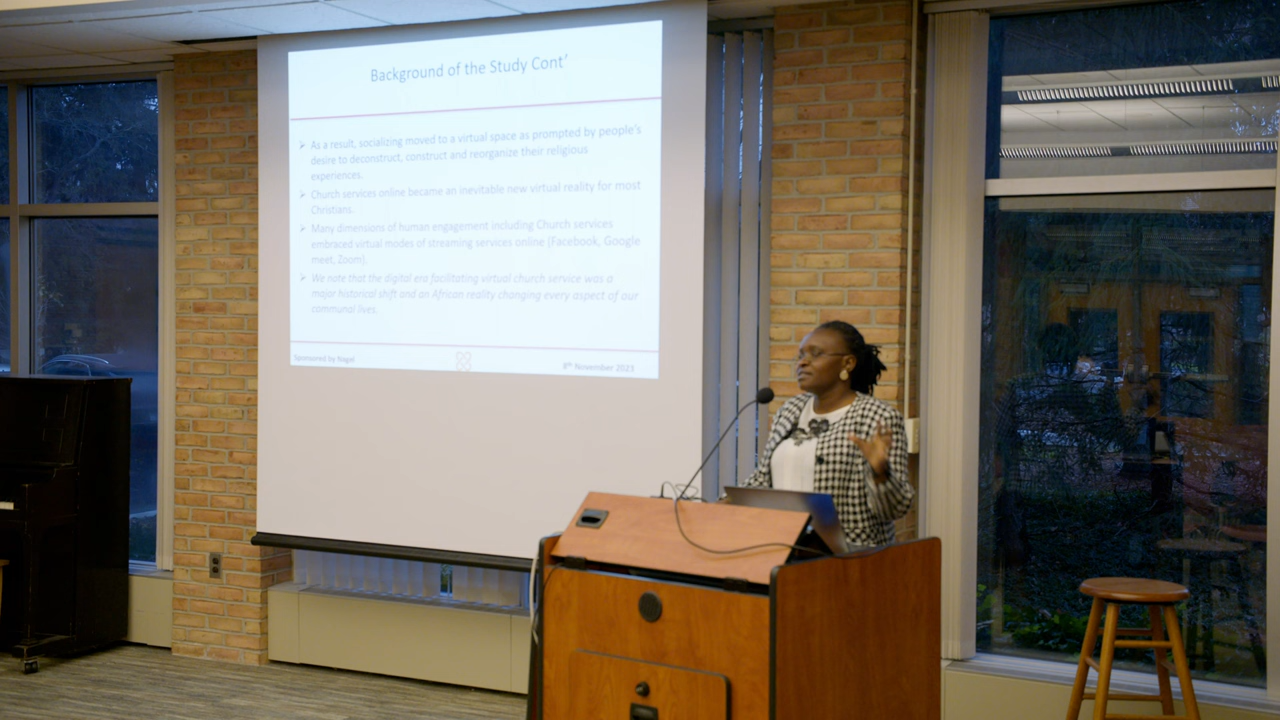 Background of the Study Cont'
➢ As a result, socializing moved to a virtual space as prompted by people's
desire to deconstruct, construct and reorganize their religious
experiences.
➢ Church services online became an inevitable new virtual reality for most
Christians.
➢ Many dimensions of human engagement including Church services
embraced virtual modes of streaming services online (Facebook, Google
meet, Zoom).
➢ We note that the digital era facilitating virtual church service was a
major historical shift and an African reality changing every aspect of our
communal lives.
Sponsored by Nagel
8th November 2023